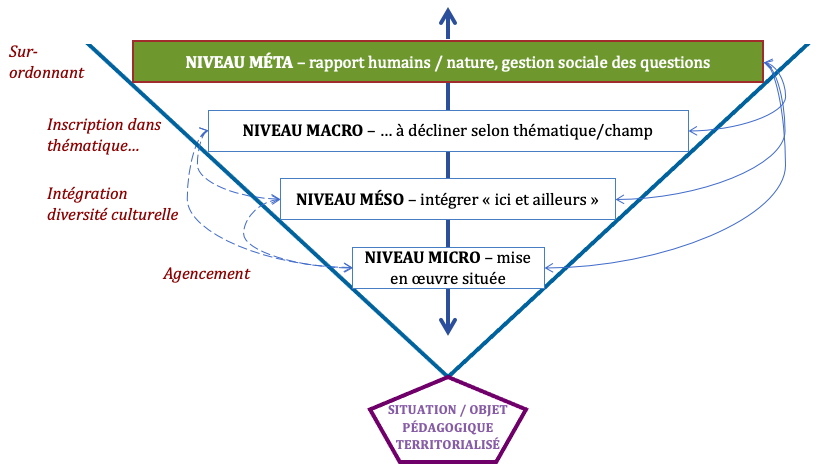 Sur-
ordonnant
NIVEAU MÉTA – rapport humains / nature, gestion sociale des questions
Inscription dans
thématique…
NIVEAU MACRO – … à décliner selon thématique/champ
Intégration
diversité culturelle
NIVEAU MÉSO – intégrer « ici et ailleurs »
Agencement
NIVEAU MICRO – mise
en œuvre située
SITUATION / OBJET
PÉDAGOGIQUE
TERRITORIALISÉ